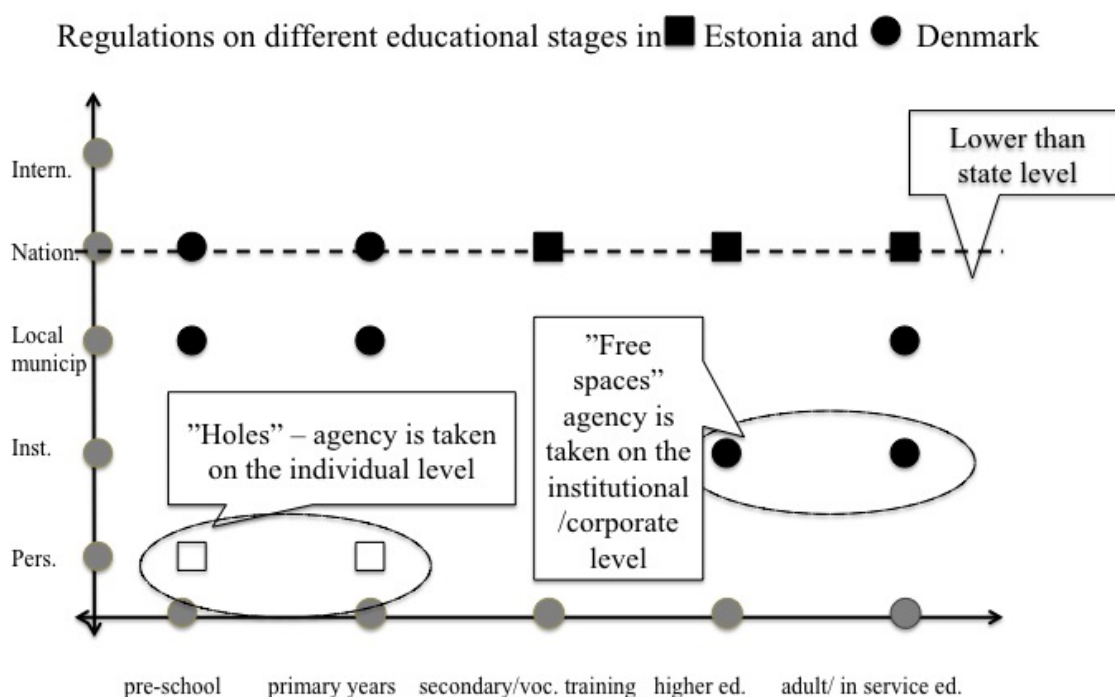 Regulations on different educational stages in Estonia and Denmark
Lower than
state level
Intern.
Nation.
Local
municip
”Free
spaces”
agency is
taken on the
institutional
/corporate
level
”Holes” – agency is taken
on the individual level
Inst.
Pers.
pre-school primary years secondary/voc. training higher ed. adult/ in service ed.